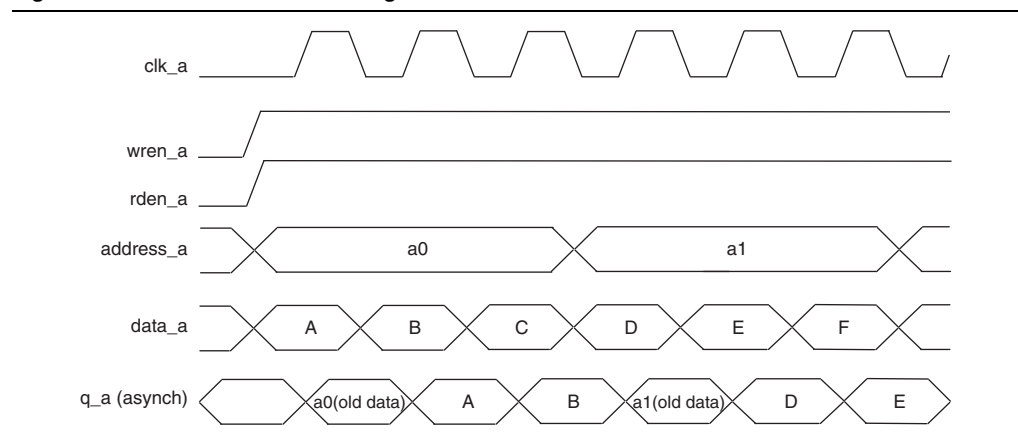 clk_a
wren_a
rden_a
address_a a0 a1
data_a A B C D E F
q_a (asynch) a0(old data) A B a1(old data) D E